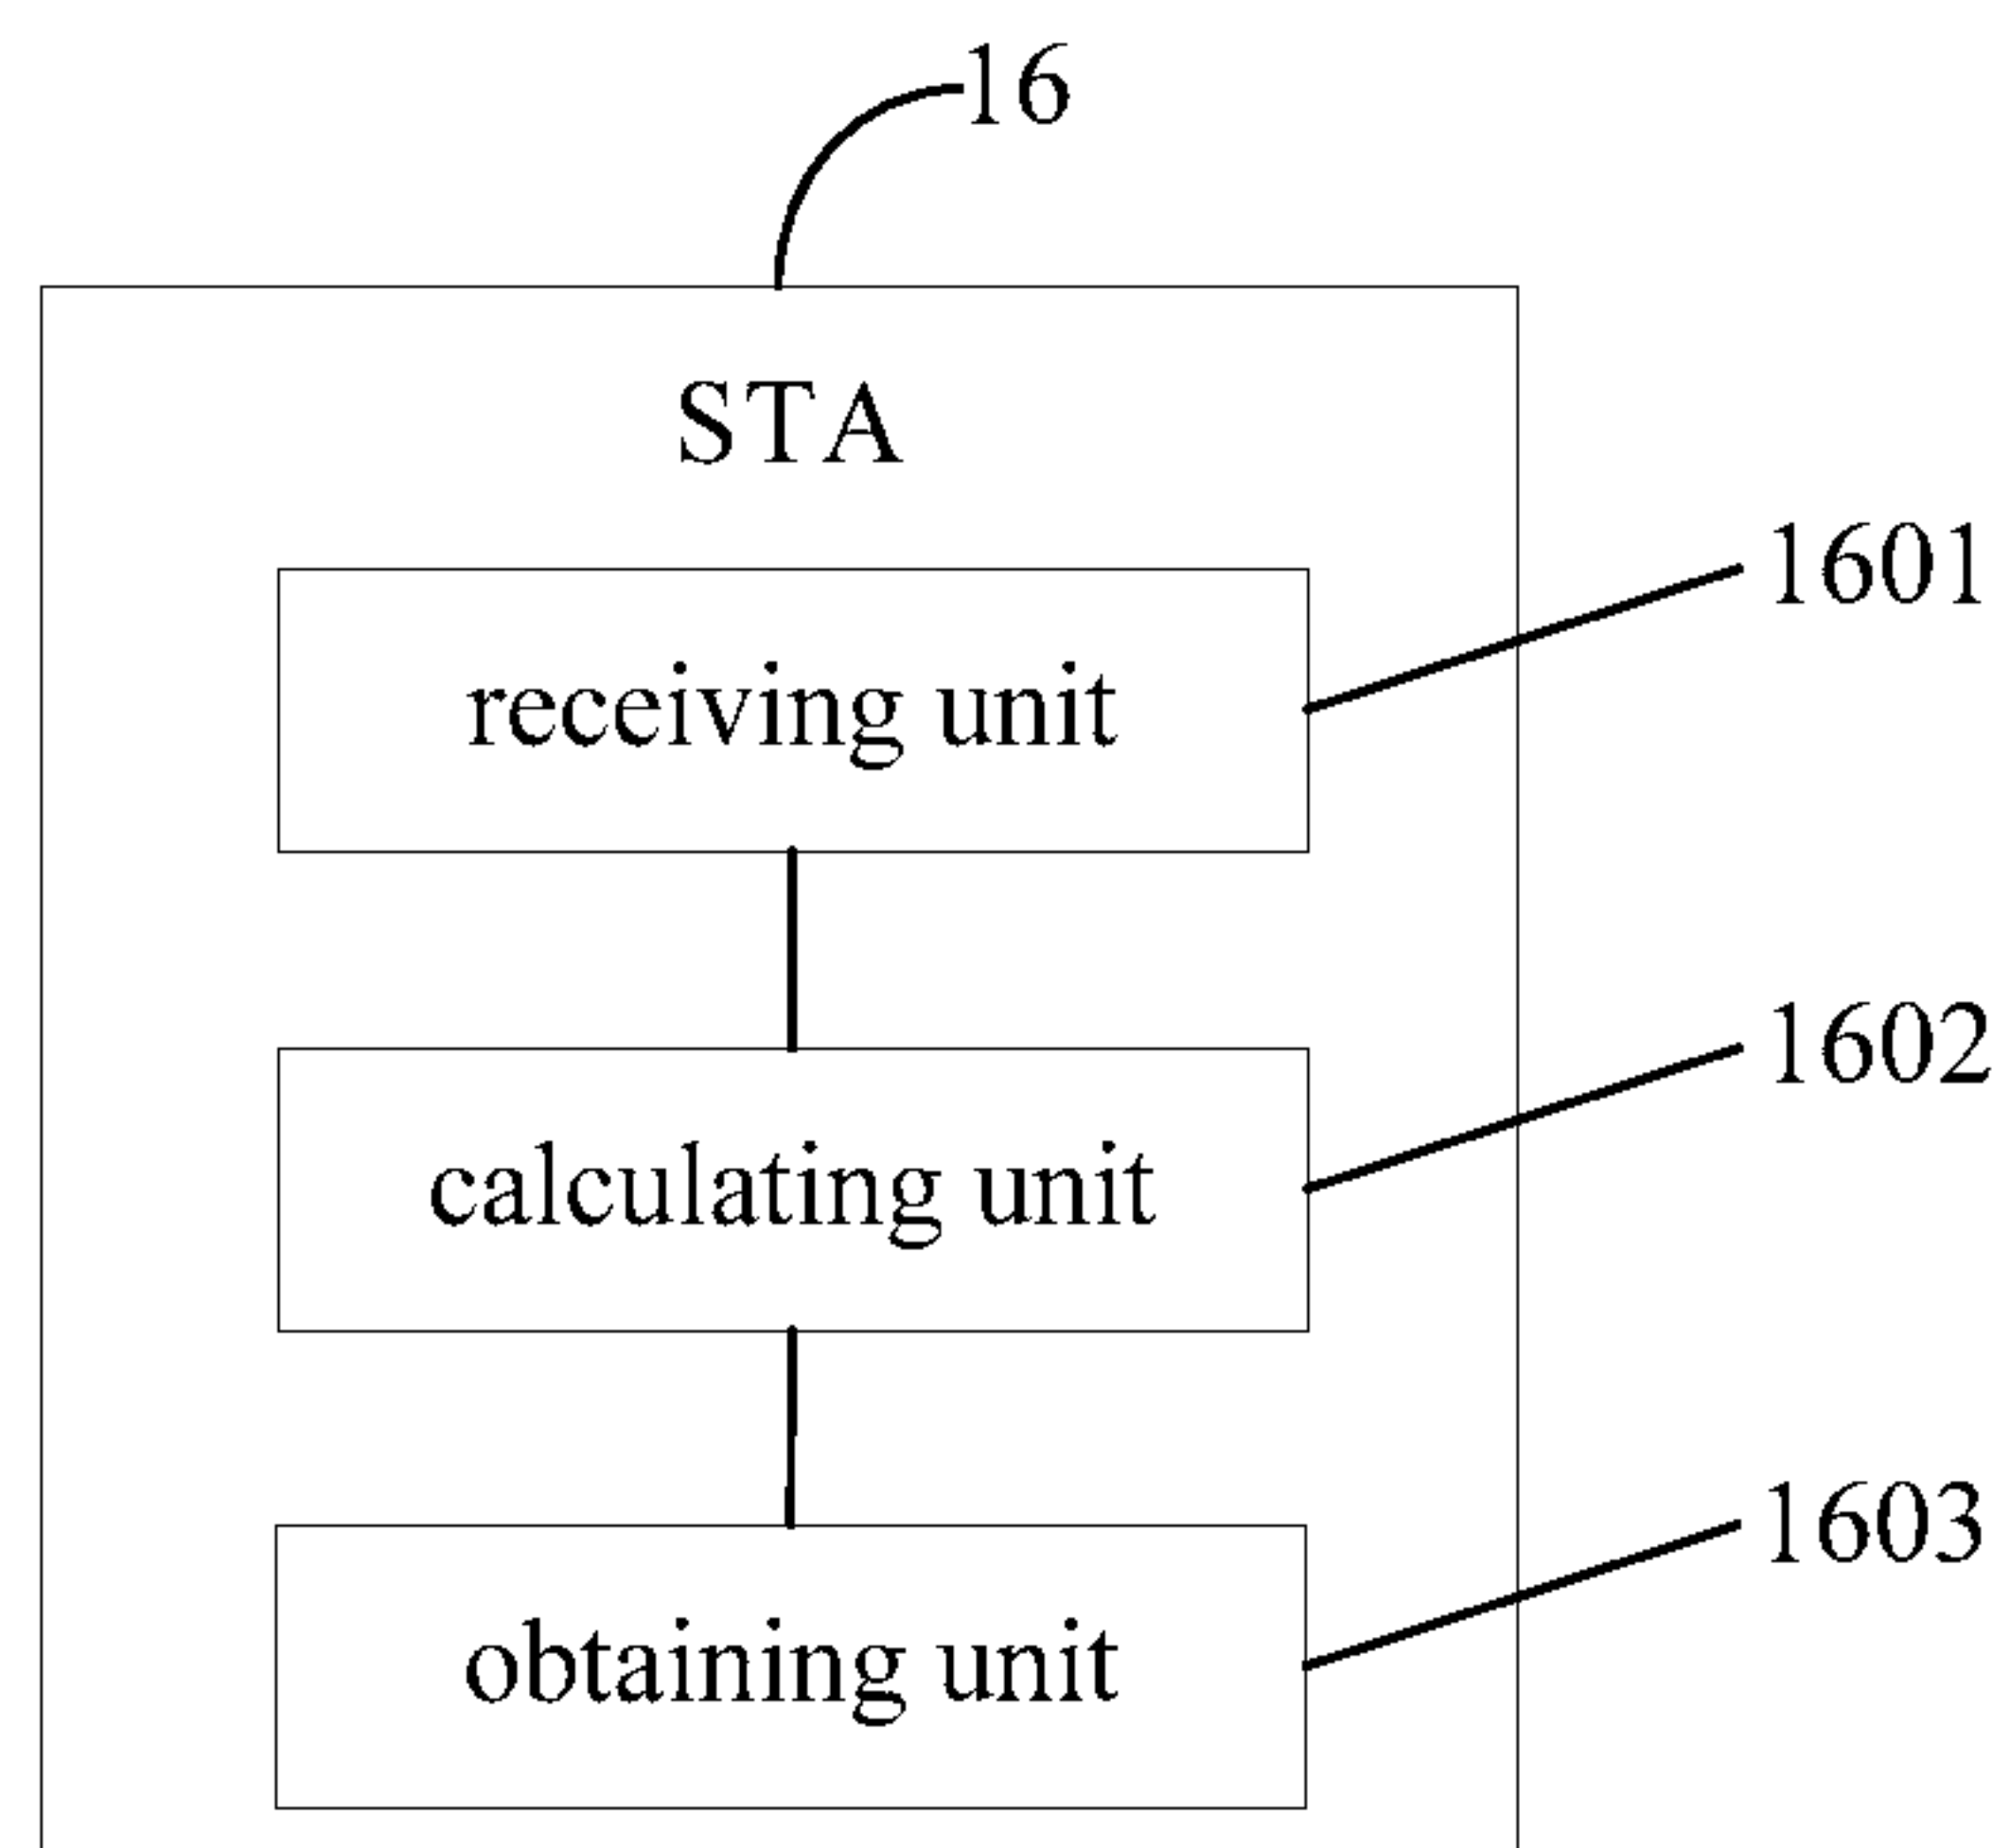 16
STA
1601
receiving unit
1602
calculating unit
1603
obtaining unit